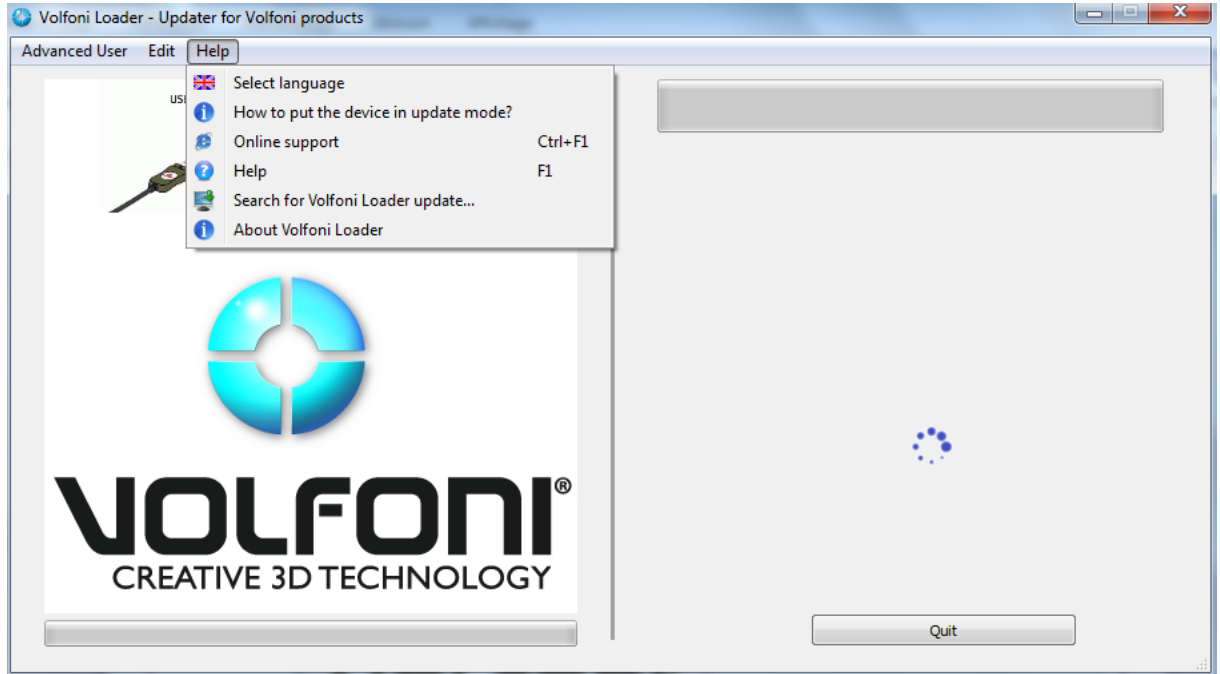 Volfoni Loader - Updater for Volfoni products
Advanced User Edit Help
Select language
How to put the device in update mode?
Online support Ctrl+F1
Help F1
Search for Volfoni Loader update...
About Volfoni Loader
VOLFONI®
CREATIVE 3D TECHNOLOGY
Quit